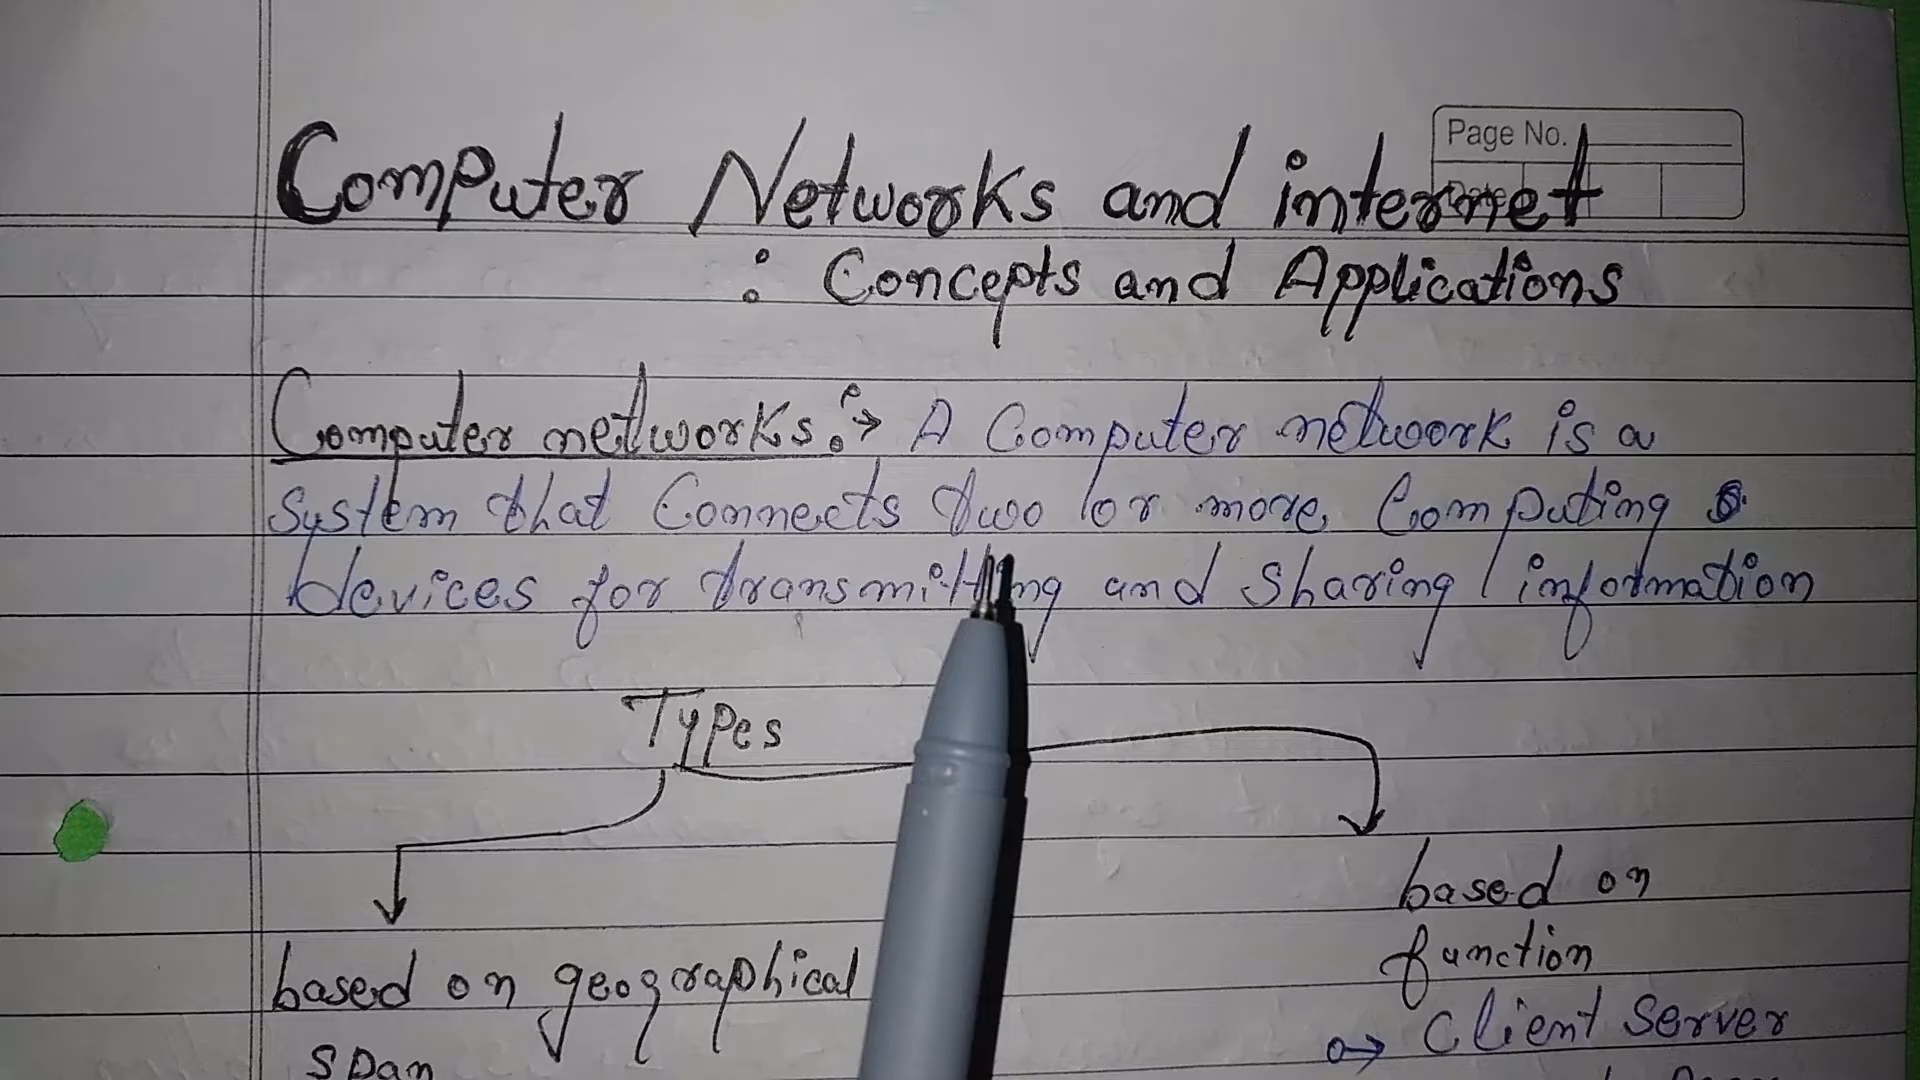 Page No.
Date
Computer Networks and internet
: Concepts and Applications
Computer networks :→ A Computer network is a
system that Connects two or more Computing
devices for transmitting and Sharing information
Types
based on
function
based on geographical
span
→ Client Server